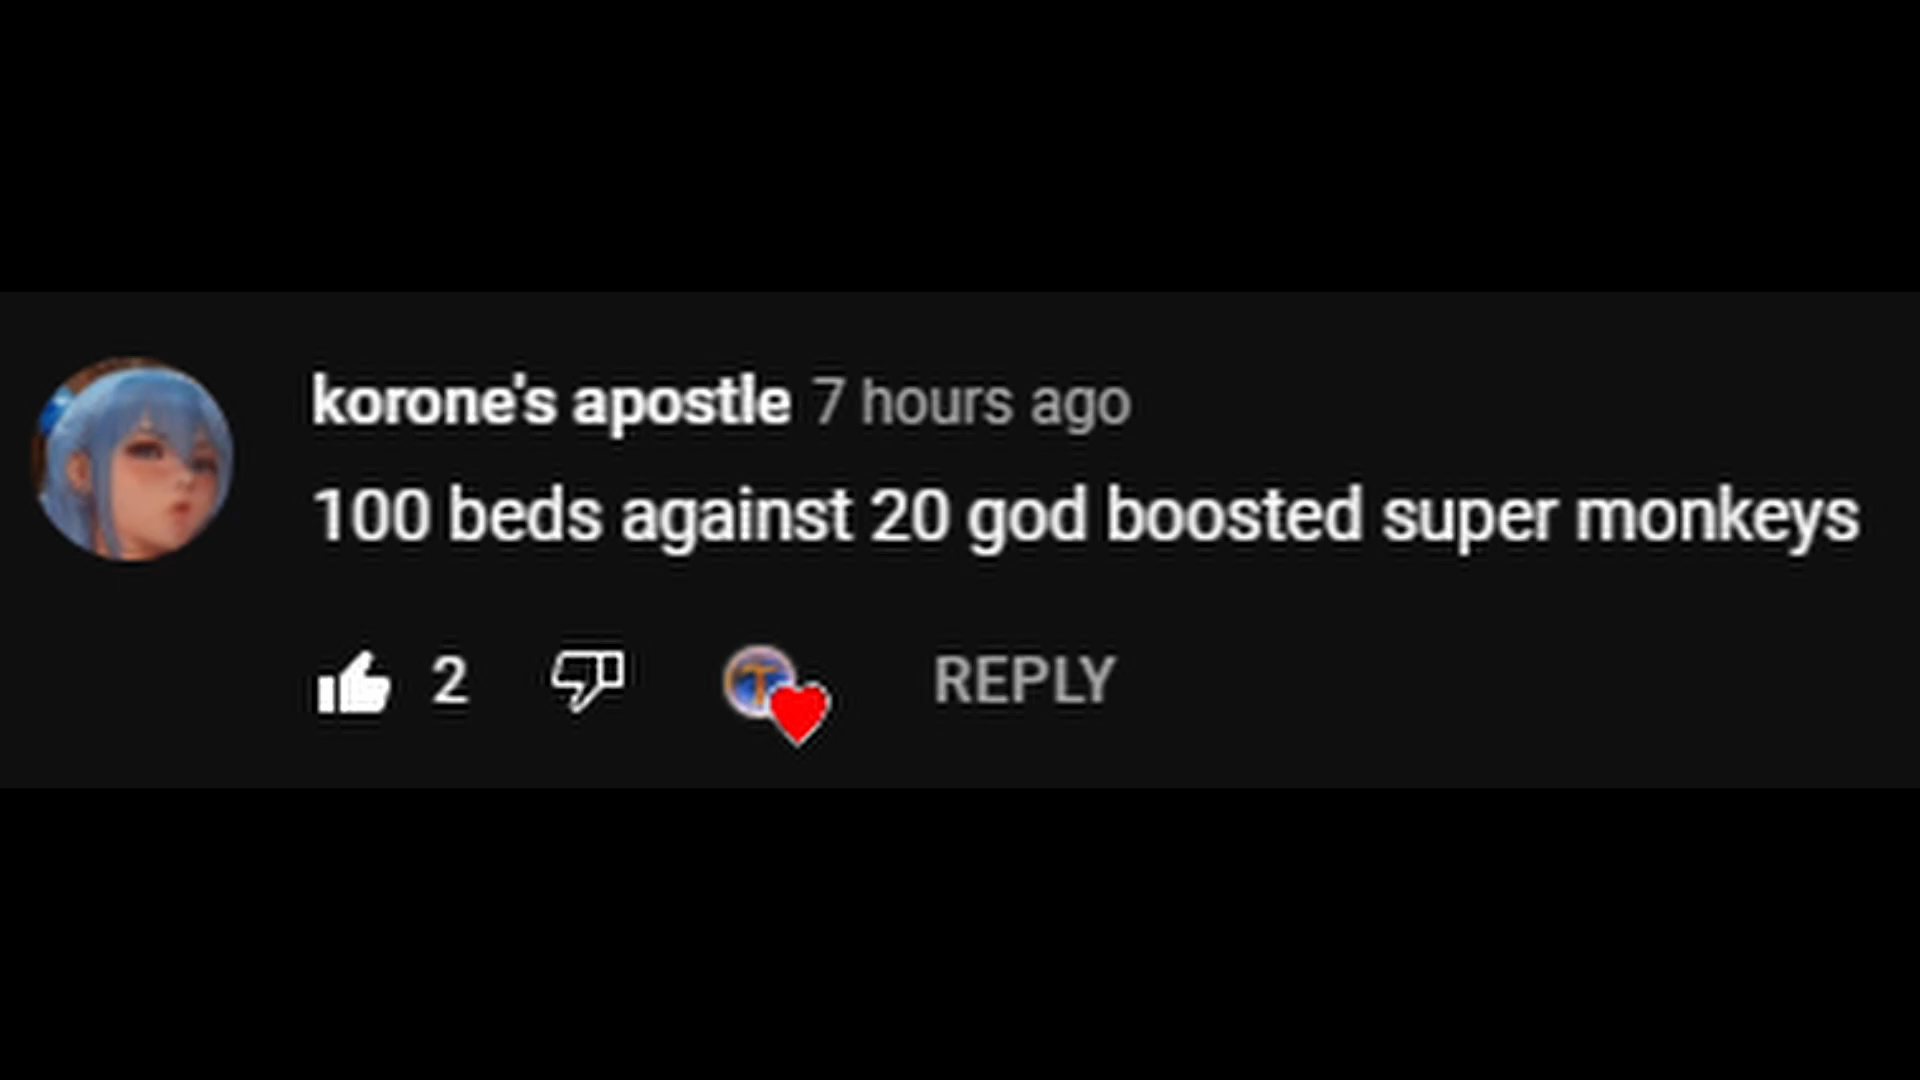 korone's apostle 7 hours ago
100 beds against 20 god boosted super monkeys
2 T REPLY